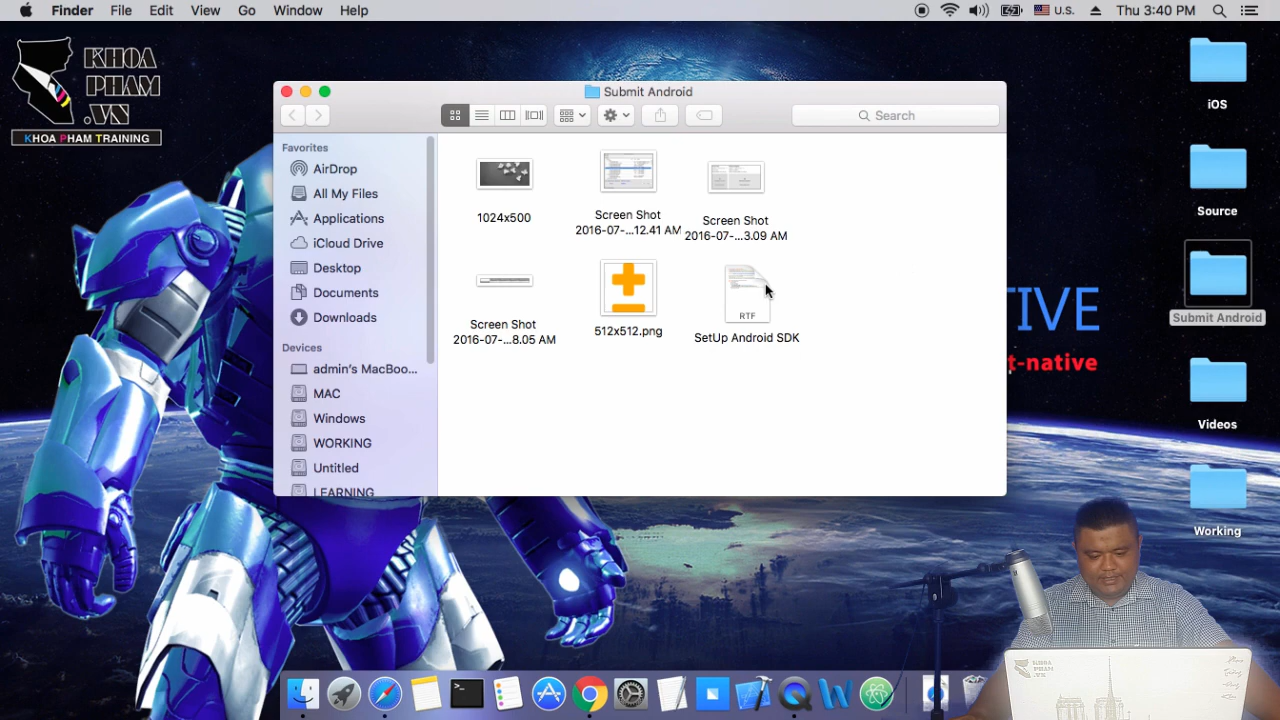 Finder File Edit View Go Window Help
U.S. Thu 3:40 PM
KHOA
PHAM
.VN
KHOA PHAM TRAINING
Submit Android
Search
Favorites
AirDrop
All My Files
Applications
iCloud Drive
Desktop
Documents
Downloads
Devices
admin's MacBoo...
MAC
Windows
WORKING
Untitled
LEARNING
1024x500
Screen Shot
2016-07-...12.41 AM
Screen Shot
2016-07-...3.09 AM
Screen Shot
2016-07-...8.05 AM
512x512.png
RTF
SetUp Android SDK
TIVE
t-native
iOS
Source
Submit Android
Videos
Working
KHOA
PHAM
.VN